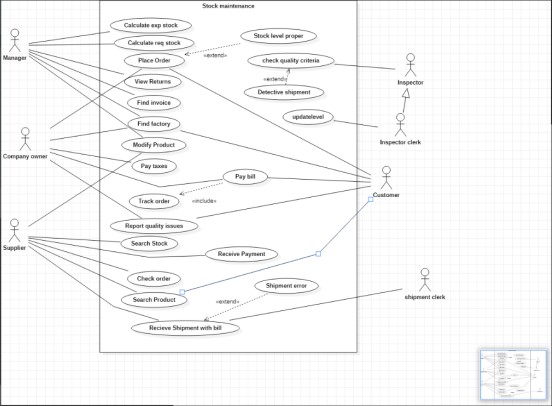 Stock maintenance
Calculate exp stock
Calculate req stock
Stock level proper
«extend»
Manager
Place Order
check quality criteria
Inspector
«extend»
View Returns
Detective shipment
Find invoice
updatelevel
Find factory
Inspector clerk
Modify Product
Company owner
Pay taxes
Pay bill
Customer
Track order
«include»
Report quality issues
Search Stock
Supplier
Receive Payment
Check order
Shipment error
Search Product
«extend»
shipment clerk
Recieve Shipment with bill